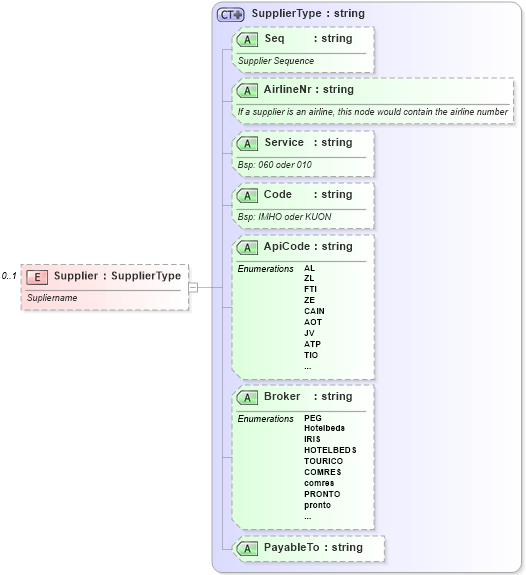 CT SupplierType : string
A Seq : string
Supplier Sequence
A AirlineNr : string
If a supplier is an airline, this node would contain the airline number
A Service : string
Bsp: 060 oder 010
A Code : string
Bsp: IMHO oder KUON
A ApiCode : string
Enumerations AL
ZL
FTI
ZE
CAIN
AOT
JV
ATP
TIO
...
0..1
E Supplier : SupplierType
Supliername
A Broker : string
Enumerations PEG
Hotelbeds
IRIS
HOTELBEDS
TOURICO
COMRES
comres
PRONTO
pronto
...
A PayableTo : string